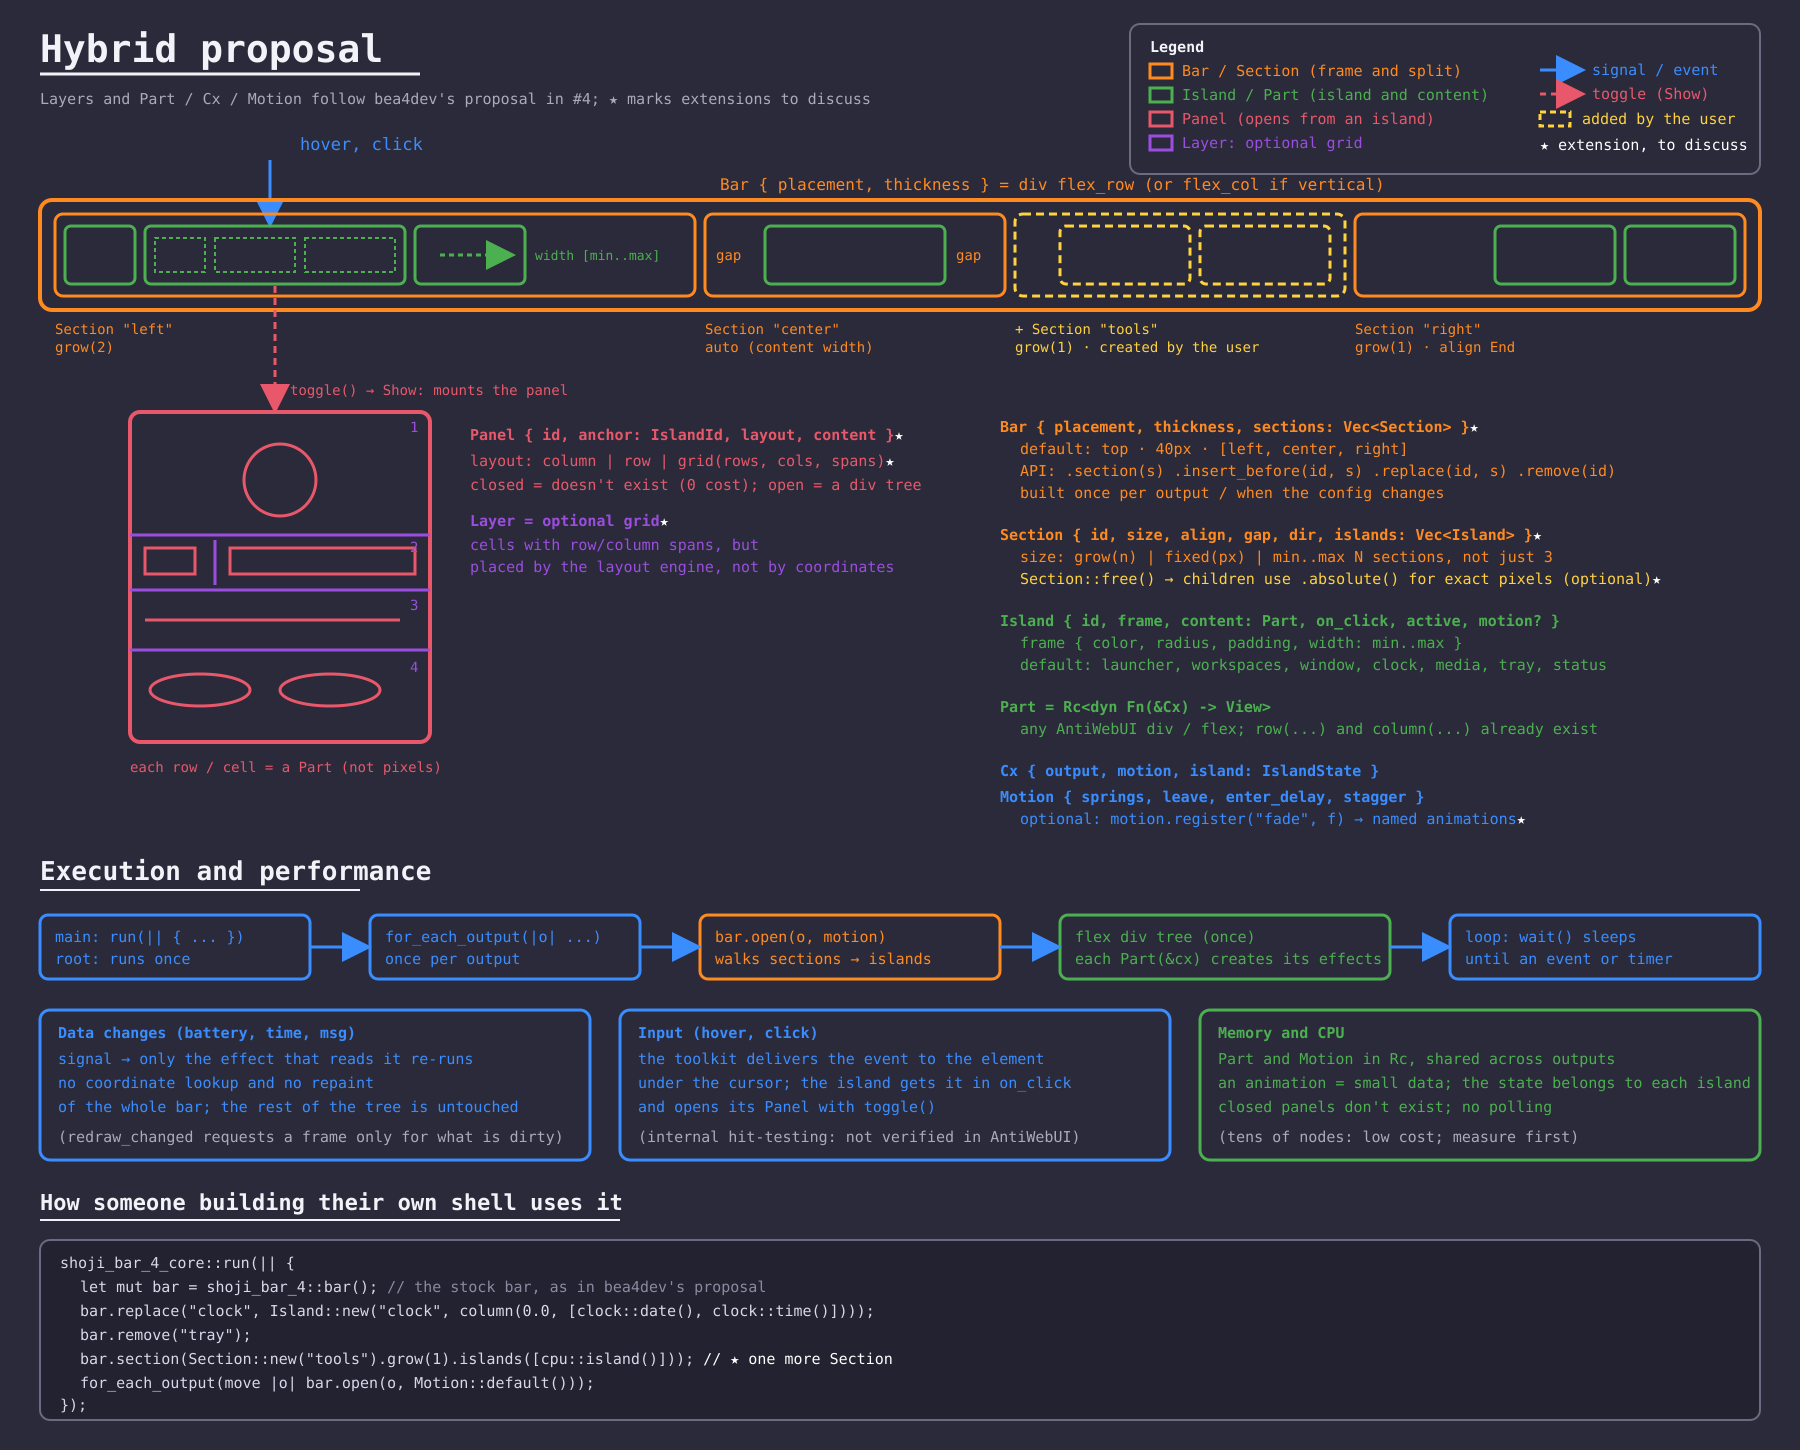 Hybrid proposal
Layers and Part / Cx / Motion follow bea4dev's proposal in #4; ★ marks extensions to discuss
Legend
Bar / Section (frame and split)
Island / Part (island and content)
Panel (opens from an island)
Layer: optional grid
signal / event
toggle (Show)
added by the user
★ extension, to discuss
hover, click
Bar { placement, thickness } = div flex_row (or flex_col if vertical)
width [min..max]
gap
gap
Section "left"
grow(2)
Section "center"
auto (content width)
+ Section "tools"
grow(1) · created by the user
Section "right"
grow(1) · align End
toggle() → Show: mounts the panel
1
2
3
4
each row / cell = a Part (not pixels)
Panel { id, anchor: IslandId, layout, content }★
layout: column | row | grid(rows, cols, spans)★
closed = doesn't exist (0 cost); open = a div tree
Layer = optional grid★
cells with row/column spans, but
placed by the layout engine, not by coordinates
Bar { placement, thickness, sections: Vec<Section> }★
default: top · 40px · [left, center, right]
API: .section(s) .insert_before(id, s) .replace(id, s) .remove(id)
built once per output / when the config changes
Section { id, size, align, gap, dir, islands: Vec<Island> }★
size: grow(n) | fixed(px) | min..max N sections, not just 3
Section::free() → children use .absolute() for exact pixels (optional)★
Island { id, frame, content: Part, on_click, active, motion? }
frame { color, radius, padding, width: min..max }
default: launcher, workspaces, window, clock, media, tray, status
Part = Rc<dyn Fn(&Cx) -> View>
any AntiWebUI div / flex; row(...) and column(...) already exist
Cx { output, motion, island: IslandState }
Motion { springs, leave, enter_delay, stagger }
optional: motion.register("fade", f) → named animations★
Execution and performance
main: run(|| { ... })
root: runs once
for_each_output(|o| ...)
once per output
bar.open(o, motion)
walks sections → islands
flex div tree (once)
each Part(&cx) creates its effects
loop: wait() sleeps
until an event or timer
Data changes (battery, time, msg)
signal → only the effect that reads it re-runs
no coordinate lookup and no repaint
of the whole bar; the rest of the tree is untouched
(redraw_changed requests a frame only for what is dirty)
Input (hover, click)
the toolkit delivers the event to the element
under the cursor; the island gets it in on_click
and opens its Panel with toggle()
(internal hit-testing: not verified in AntiWebUI)
Memory and CPU
Part and Motion in Rc, shared across outputs
an animation = small data; the state belongs to each island
closed panels don't exist; no polling
(tens of nodes: low cost; measure first)
How someone building their own shell uses it
shoji_bar_4_core::run(|| {
let mut bar = shoji_bar_4::bar(); // the stock bar, as in bea4dev's proposal
bar.replace("clock", Island::new("clock", column(0.0, [clock::date(), clock::time()])));
bar.remove("tray");
bar.section(Section::new("tools").grow(1).islands([cpu::island()])); // ★ one more Section
for_each_output(move |o| bar.open(o, Motion::default()));
});